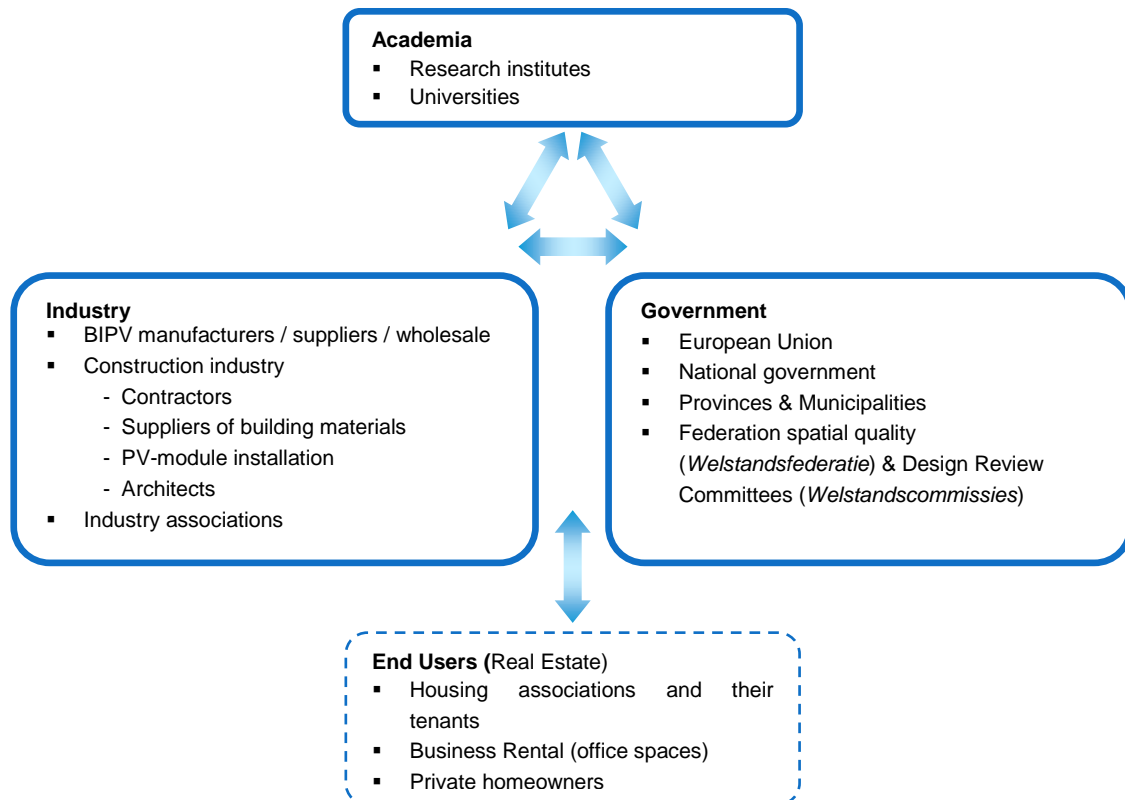 Academia
▪ Research institutes
▪ Universities
Industry
▪ BIPV manufacturers / suppliers / wholesale
▪ Construction industry
- Contractors
- Suppliers of building materials
- PV-module installation
- Architects
▪ Industry associations
Government
▪ European Union
▪ National government
▪ Provinces & Municipalities
▪ Federation spatial quality
(Welstandsfederatie) & Design Review
Committees (Welstandscommissies)
End Users (Real Estate)
▪ Housing associations and their
tenants
▪ Business Rental (office spaces)
▪ Private homeowners